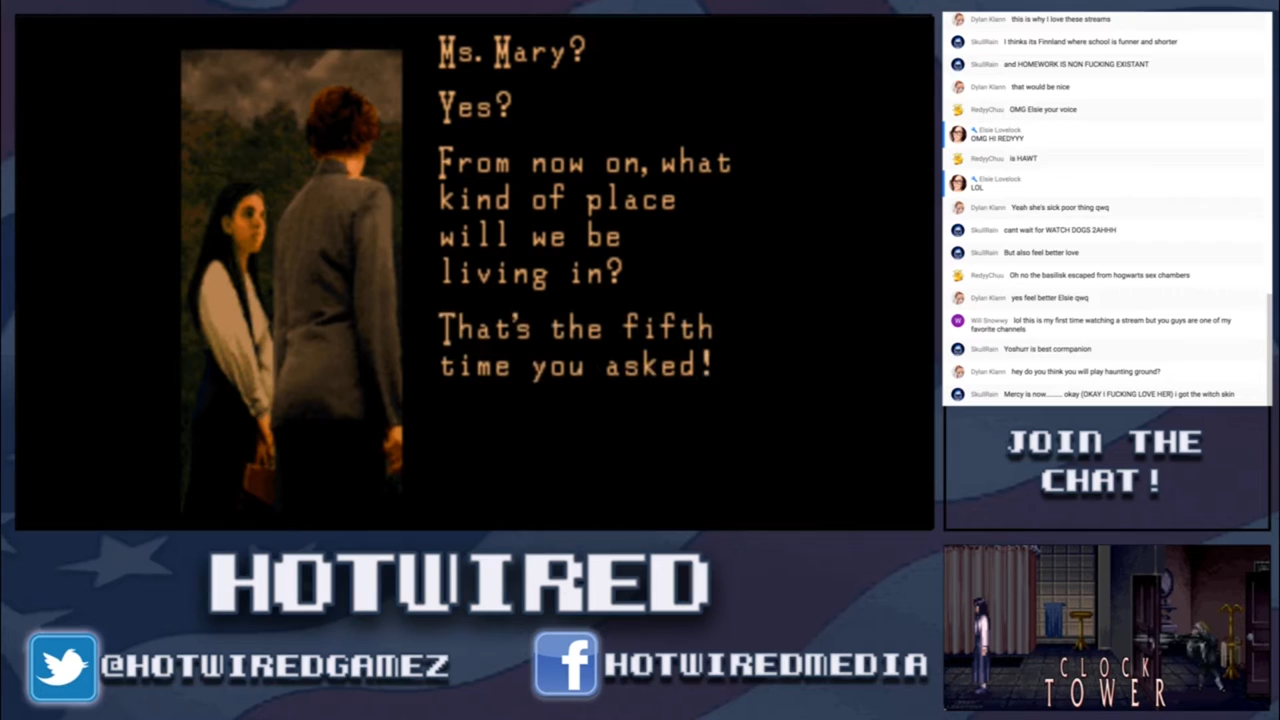 Ms. Mary?
Yes?
From now on, what
kind of place
will we be
living in?
That's the fifth
time you asked!
Dylan Klann this is why I love these streams
SkullRain I thinks its Finnland where school is funner and shorter
SkullRain and HOMEWORK IS NON FUCKING EXISTANT
Dylan Klann that would be nice
RedyyChuu OMG Elsie your voice
Elsie Lovelock
OMG HI REDYYY
RedyyChuu is HAWT
Elsie Lovelock
LOL
Dylan Klann Yeah she's sick poor thing qwq
SkullRain cant wait for WATCH DOGS 2AHHH
SkullRain But also feel better love
RedyyChuu Oh no the basilisk escaped from hogwarts sex chambers
Dylan Klann yes feel better Elsie qwq
W Will Snowwy lol this is my first time watching a stream but you guys are one of my
favorite channels
SkullRain Yoshurr is best cormpanion
Dylan Klann hey do you think you will play haunting ground?
SkullRain Mercy is now......... okay (OKAY I FUCKING LOVE HER) i got the witch skin
JOIN THE
CHAT!
HOTWIRED
@HOTWIREDGAMEZ
f HOTWIREDMEDIA
CLOCK
TOWER